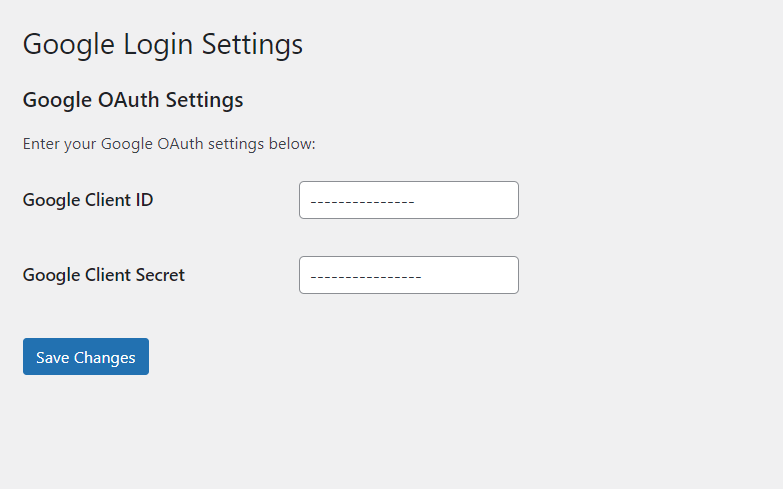 Google Login Settings
Google OAuth Settings
Enter your Google OAuth settings below:
Google Client ID
---------------
Google Client Secret
----------------
Save Changes